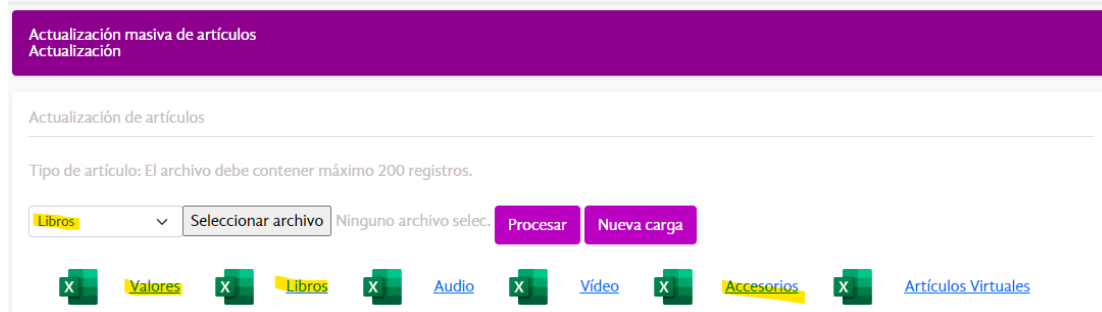 Actualización masiva de artículos
Actualización
Actualización de artículos
Tipo de artículo: El archivo debe contener máximo 200 registros.
Libros Seleccionar archivo Ninguno archivo selec. Procesar Nueva carga
Valores Libros Audio Vídeo Accesorios Artículos Virtuales